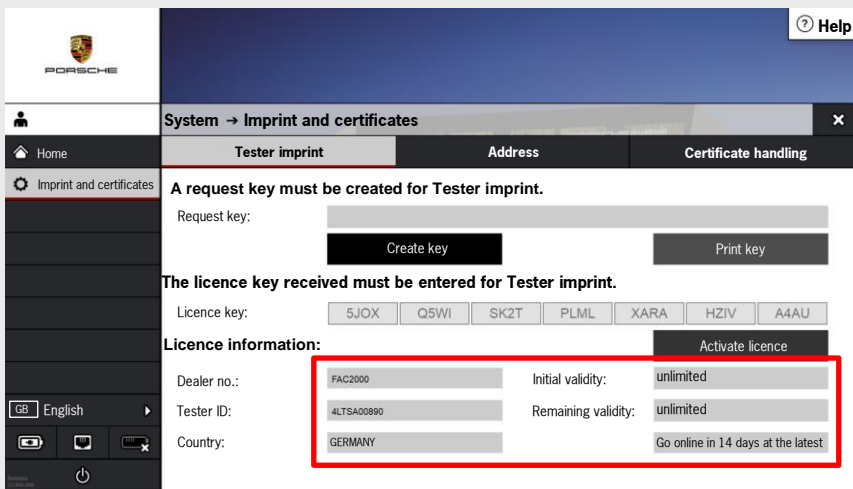 ? Help
PORSCHE
System → Imprint and certificates
Home
Tester imprint
Address
Certificate handling
Imprint and certificates
A request key must be created for Tester imprint.
Request key:
Create key
Print key
The licence key received must be entered for Tester imprint.
Licence key:
5JOX Q5WI SK2T PLML XARA HZIV A4AU
Licence information:
Activate licence
Dealer no.: FAC2000 Initial validity: unlimited
GB English
Tester ID: 4LTSA00890 Remaining validity: unlimited
Country: GERMANY Go online in 14 days at the latest